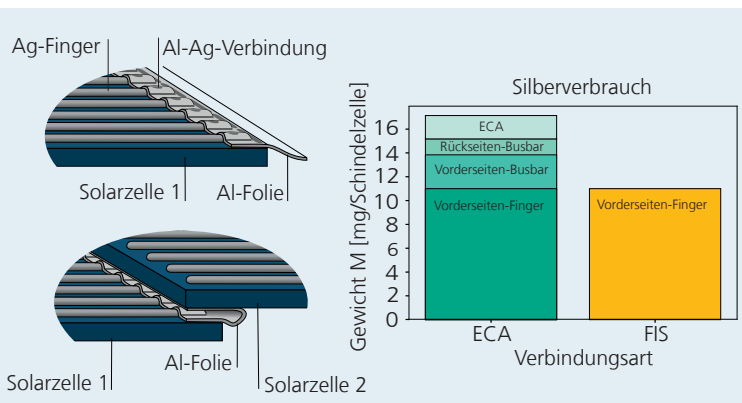 Ag-Finger
Al-Ag-Verbindung
Solarzelle 1
Al-Folie
Al-Folie
Solarzelle 1
Solarzelle 2
Silberverbrauch
Gewicht M [mg/Schindelzelle]
16
14
12
10
8
6
4
2
0
ECA
Rückseiten-Busbar
Vorderseiten-Busbar
Vorderseiten-Finger
Vorderseiten-Finger
ECA
FIS
Verbindungsart